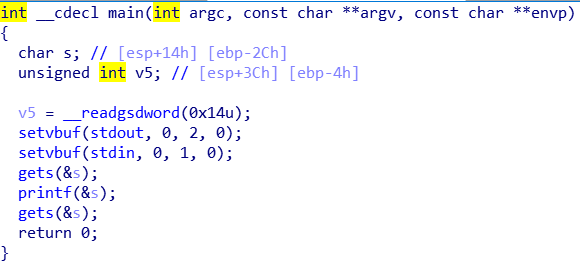 int __cdecl main(int argc, const char **argv, const char **envp)
{
char s; // [esp+14h] [ebp-2Ch]
unsigned int v5; // [esp+3Ch] [ebp-4h]
v5 = __readgsdword(0x14u);
setvbuf(stdout, 0, 2, 0);
setvbuf(stdin, 0, 1, 0);
gets(&s);
printf(&s);
gets(&s);
return 0;
}